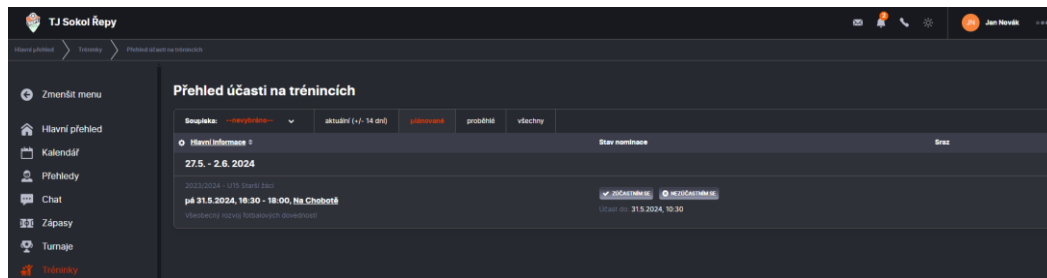 TJ Sokol Řepy
2
JN Jan Novák
Hlavní přehled Tréninky Přehled účasti na trénincích
Zmenšit menu
Hlavní přehled
Kalendář
Přehledy
Chat
Zápasy
Turnaje
Tréninky
Přehled účasti na trénincích
Soupiska: --nevybráno-- aktuální (+/- 14 dní) plánované proběhlé všechny
Hlavní informace Stav nominace Sraz
27.5. - 2.6. 2024
2023/2024 - U15 Starší žáci
pá 31.5.2024, 16:30 - 18:00, Na Chobotě
Všeobecný rozvoj fotbalových dovedností
ZÚČASTNÍM SE NEZÚČASTNÍM SE
Účast do: 31.5.2024, 10:30